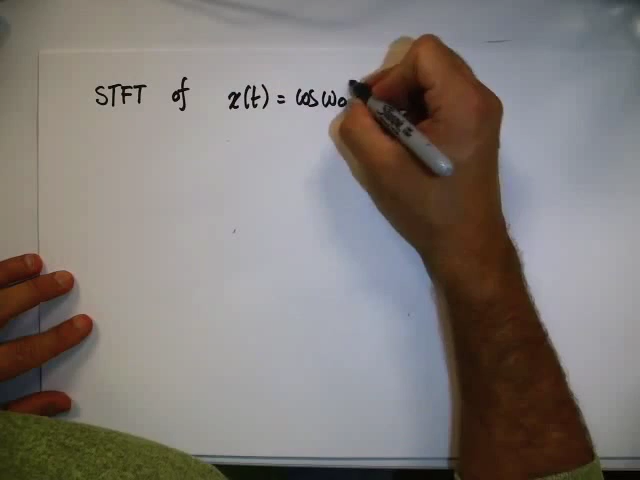 STFT of x(t) = cos ω0